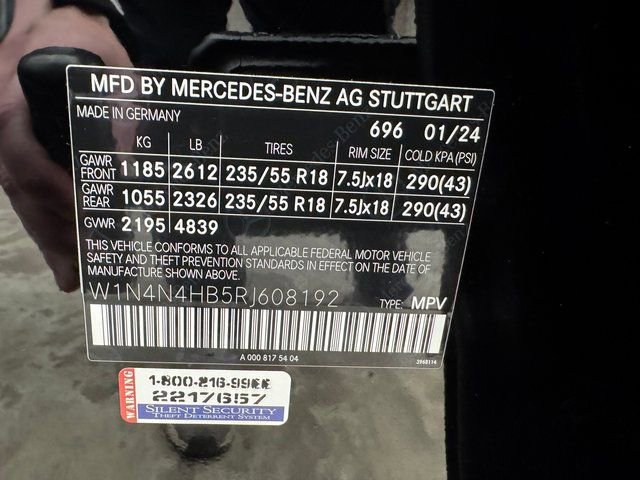 MFD BY MERCEDES-BENZ AG STUTTGART
MADE IN GERMANY
696 01/24
KG LB TIRES RIM SIZE COLD KPA (PSI)
GAWR FRONT 1185 2612 235/55 R18 7.5Jx18 290(43)
GAWR REAR 1055 2326 235/55 R18 7.5Jx18 290(43)
GVWR 2195 4839
THIS VEHICLE CONFORMS TO ALL APPLICABLE FEDERAL MOTOR VEHICLE
SAFETY AND THEFT PREVENTION STANDARDS IN EFFECT ON THE DATE OF
MANUFACTURE SHOWN ABOVE.
W1N4N4HB5RJ608192 TYPE: MPV
A 000 817 54 04
WARNING
2217657
SILENT SECURITY
THEFT DETERRENT SYSTEM